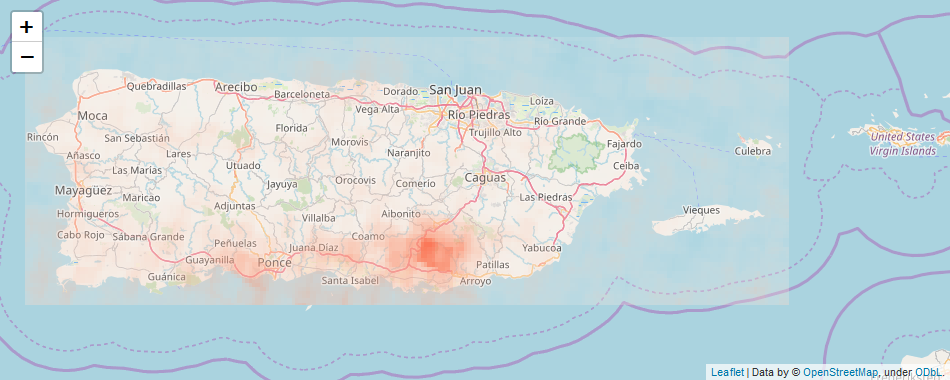 +
−
Quebradillas
Arecibo
Barceloneta
Dorado
San Juan
Vega Alta
Loíza
Moca
Río Piedras
Río Grande
Rincón
San Sebastián
Florida
Morovis
Trujillo Alto
Fajardo
United States
Virgin Islands
Añasco
Lares
Naranjito
Culebra
Las Marías
Utuado
Ceiba
Mayagüez
Maricao
Jayuya
Orocovis
Comerio
Caguas
Las Piedras
Hormigueros
Adjuntas
Villalba
Aibonito
Vieques
Cabo Rojo
Sábana Grande
Peñuelas
Juana Díaz
Coamo
Yabucoa
Guayanilla
Ponce
Patillas
Guánica
Santa Isabel
Arroyo
Leaflet | Data by © OpenStreetMap, under ODbL.